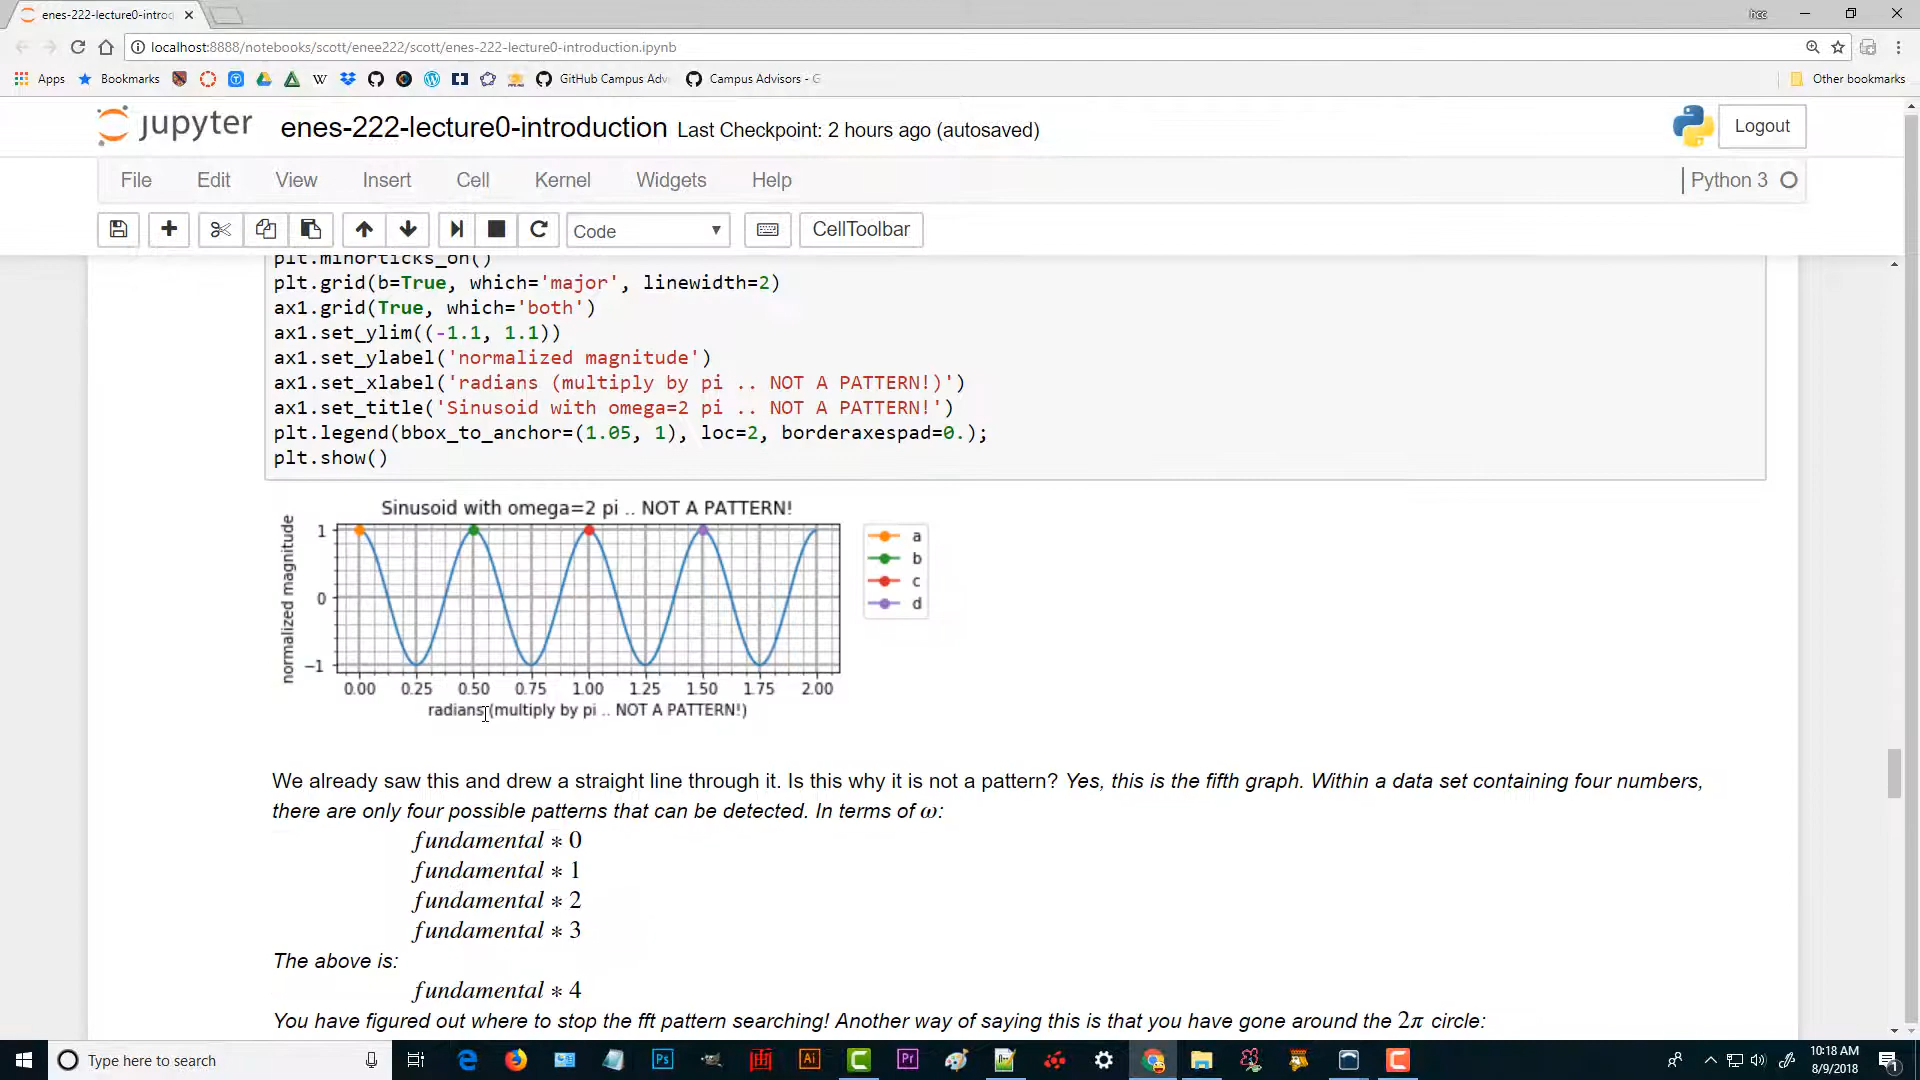 enes-222-lecture0-introd
hcc
localhost:8888/notebooks/scott/enee222/scott/enes-222-lecture0-introduction.ipynb
Apps Bookmarks GitHub Campus Adv Campus Advisors - G Other bookmarks
jupyter enes-222-lecture0-introduction Last Checkpoint: 2 hours ago (autosaved) Logout
File Edit View Insert Cell Kernel Widgets Help Python 3
Code CellToolbar
plt.minorticks_on()
plt.grid(b=True, which='major', linewidth=2)
ax1.grid(True, which='both')
ax1.set_ylim((-1.1, 1.1))
ax1.set_ylabel('normalized magnitude')
ax1.set_xlabel('radians (multiply by pi .. NOT A PATTERN!)')
ax1.set_title('Sinusoid with omega=2 pi .. NOT A PATTERN!')
plt.legend(bbox_to_anchor=(1.05, 1), loc=2, borderaxespad=0.);
plt.show()
Sinusoid with omega=2 pi .. NOT A PATTERN!
normalized magnitude
1
0
−1
0.00 0.25 0.50 0.75 1.00 1.25 1.50 1.75 2.00
radians (multiply by pi .. NOT A PATTERN!)
a
b
c
d
We already saw this and drew a straight line through it. Is this why it is not a pattern? Yes, this is the fifth graph. Within a data set containing four numbers,
there are only four possible patterns that can be detected. In terms of ω:
fundamental ∗ 0
fundamental ∗ 1
fundamental ∗ 2
fundamental ∗ 3
The above is:
fundamental ∗ 4
You have figured out where to stop the fft pattern searching! Another way of saying this is that you have gone around the 2π circle:
Type here to search
10:18 AM
8/9/2018